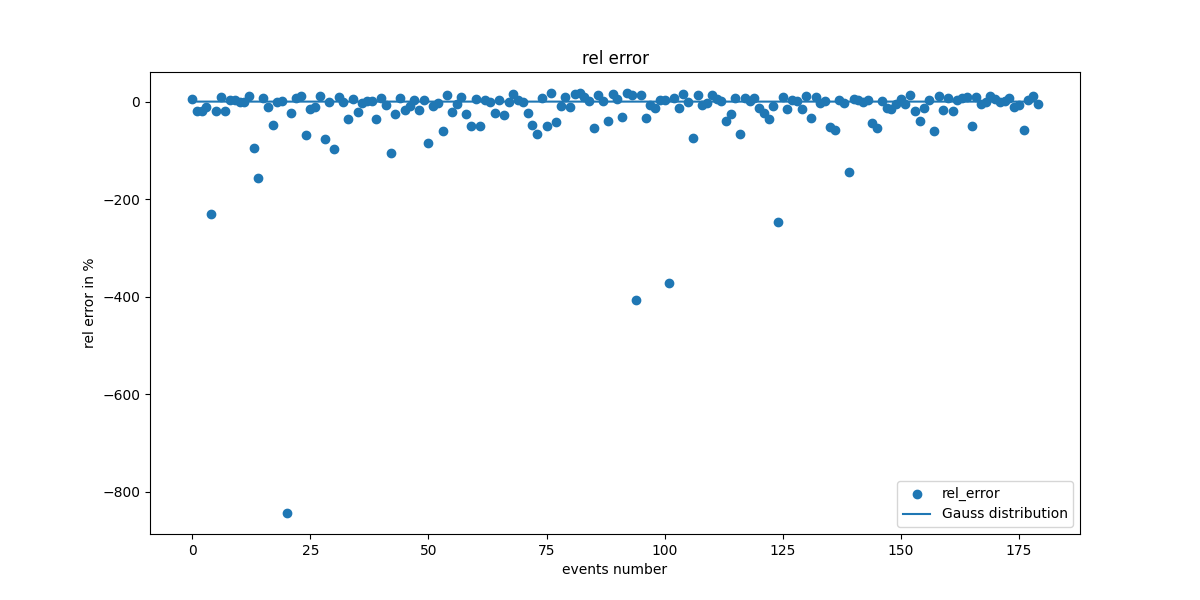 rel error
0
−200
−400
−600
−800
rel error in %
0
25
50
75
100
125
150
175
events number
rel_error
Gauss distribution